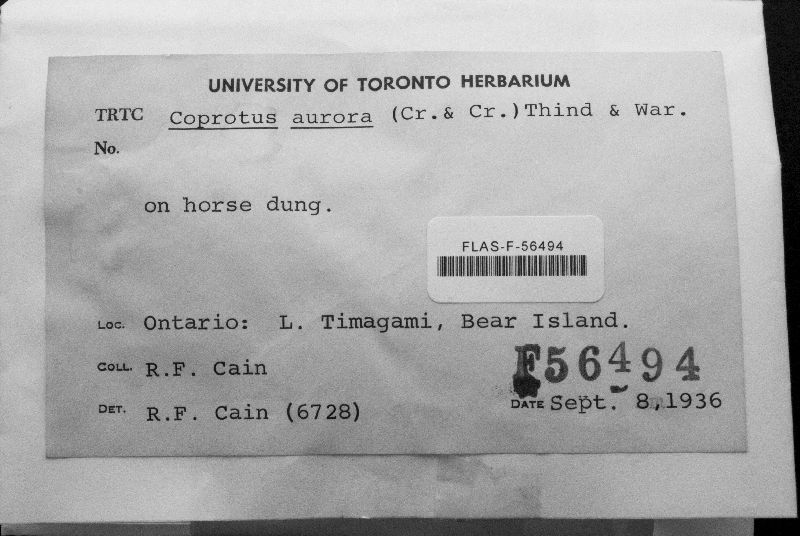 UNIVERSITY OF TORONTO HERBARIUM
TRTC Coprotus aurora (Cr.& Cr.)Thind & War.
No.
on horse dung.
FLAS-F-56494
LOC. Ontario: L. Timagami, Bear Island.
COLL. R.F. Cain
F56494
DET. R.F. Cain (6728)
DATE Sept. 8,1936